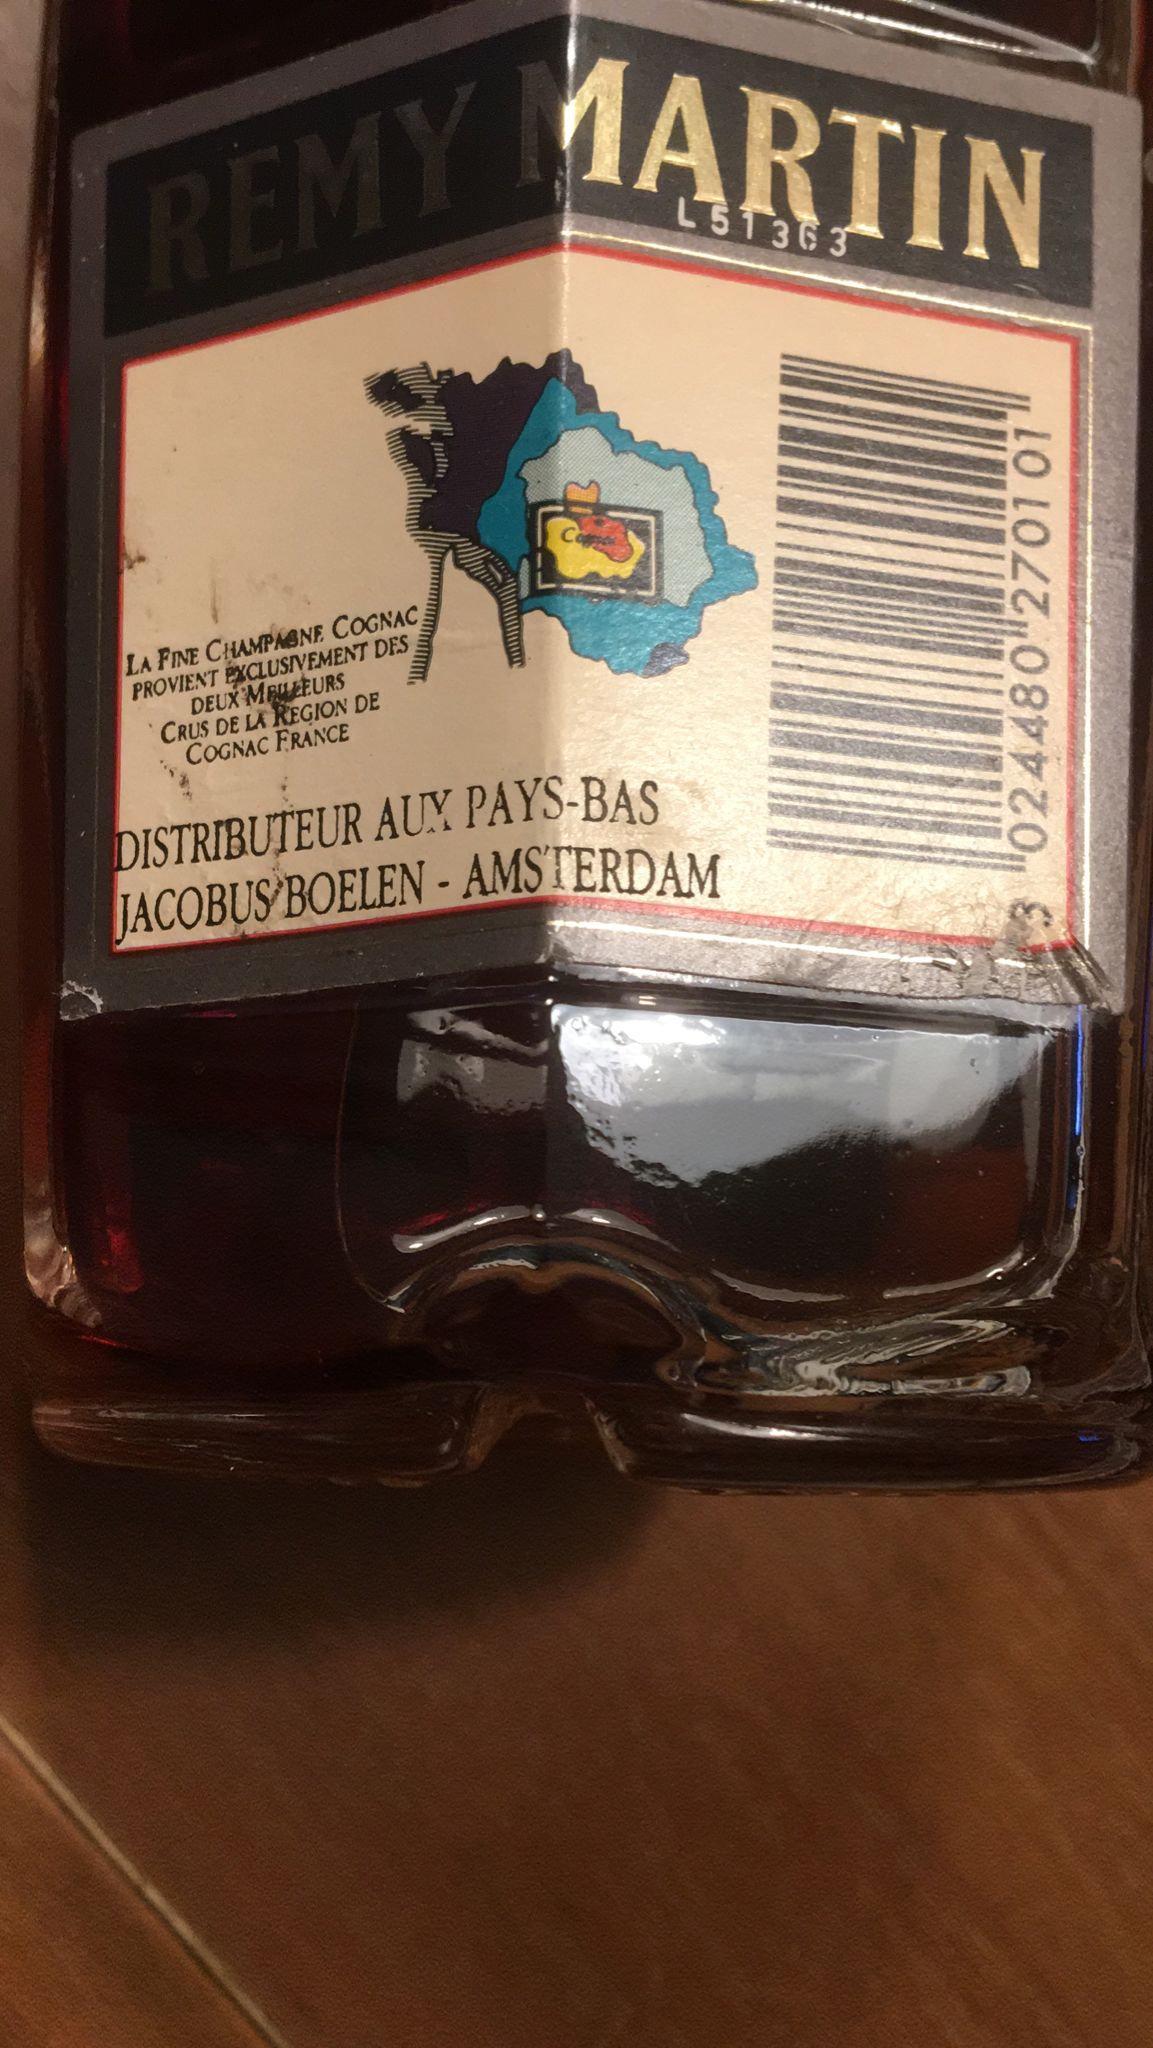 REMY MARTIN
L51363
LA FINE CHAMPAGNE COGNAC
PROVIENT EXCLUSIVEMENT DES
DEUX MEILLEURS
CRUS DE LA REGION DE
COGNAC FRANCE
Cognac
DISTRIBUTEUR AUX PAYS-BAS
JACOBUS BOELEN - AMSTERDAM
3 024480 270101